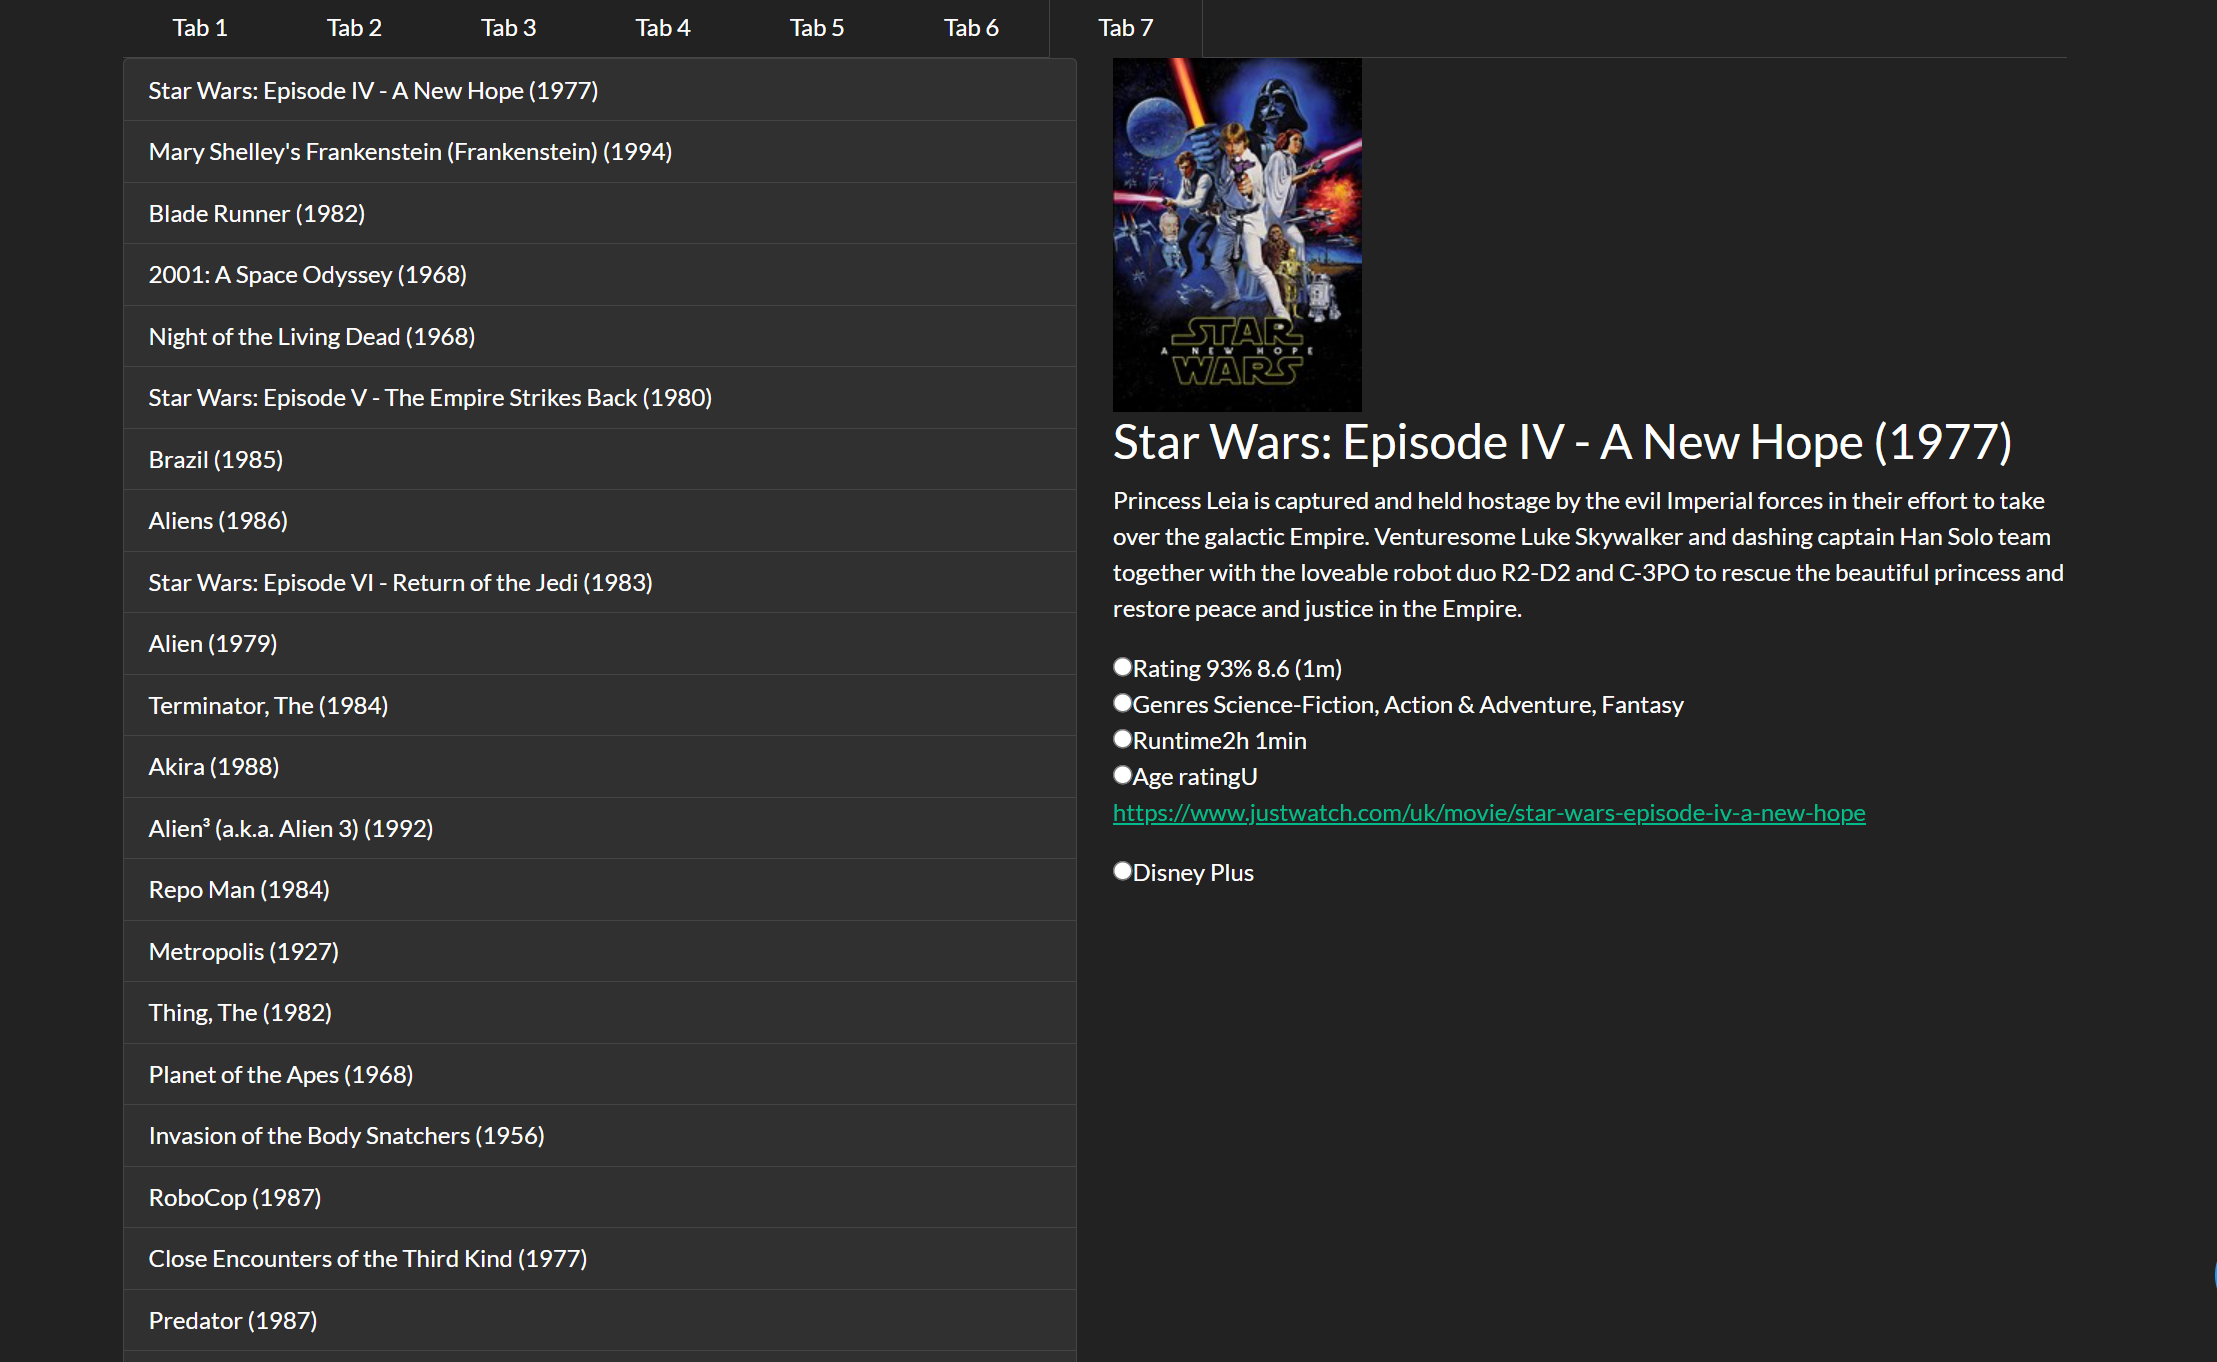 Tab 1 Tab 2 Tab 3 Tab 4 Tab 5 Tab 6 Tab 7
Star Wars: Episode IV - A New Hope (1977)
Mary Shelley's Frankenstein (Frankenstein) (1994)
Blade Runner (1982)
2001: A Space Odyssey (1968)
Night of the Living Dead (1968)
Star Wars: Episode V - The Empire Strikes Back (1980)
Brazil (1985)
Aliens (1986)
Star Wars: Episode VI - Return of the Jedi (1983)
Alien (1979)
Terminator, The (1984)
Akira (1988)
Alien³ (a.k.a. Alien 3) (1992)
Repo Man (1984)
Metropolis (1927)
Thing, The (1982)
Planet of the Apes (1968)
Invasion of the Body Snatchers (1956)
RoboCop (1987)
Close Encounters of the Third Kind (1977)
Predator (1987)
STAR
A NEW HOPE
WARS
Star Wars: Episode IV - A New Hope (1977)
Princess Leia is captured and held hostage by the evil Imperial forces in their effort to take
over the galactic Empire. Venturesome Luke Skywalker and dashing captain Han Solo team
together with the loveable robot duo R2-D2 and C-3PO to rescue the beautiful princess and
restore peace and justice in the Empire.
Rating 93% 8.6 (1m)
Genres Science-Fiction, Action & Adventure, Fantasy
Runtime2h 1min
Age ratingU
https://www.justwatch.com/uk/movie/star-wars-episode-iv-a-new-hope
Disney Plus